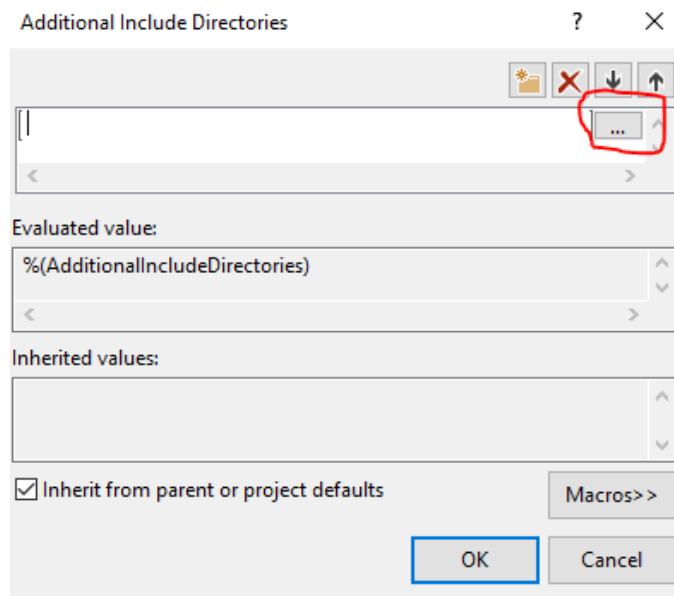 Additional Include Directories
...
Evaluated value:
%(AdditionalIncludeDirectories)
Inherited values:
Inherit from parent or project defaults
Macros>>
OK Cancel